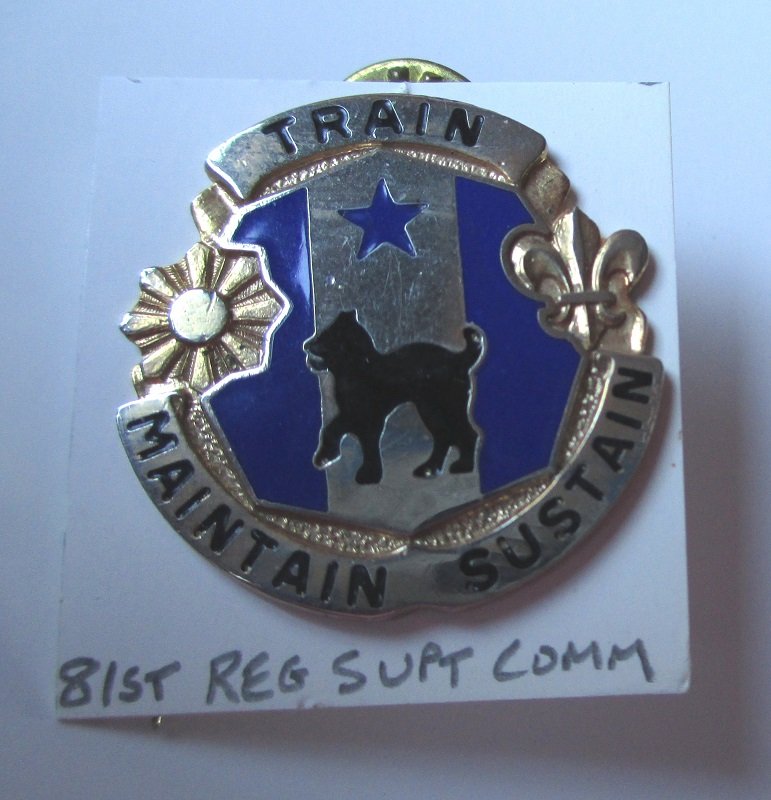 TRAIN
MAINTAIN SUSTAIN
81ST REG SUPT COMM